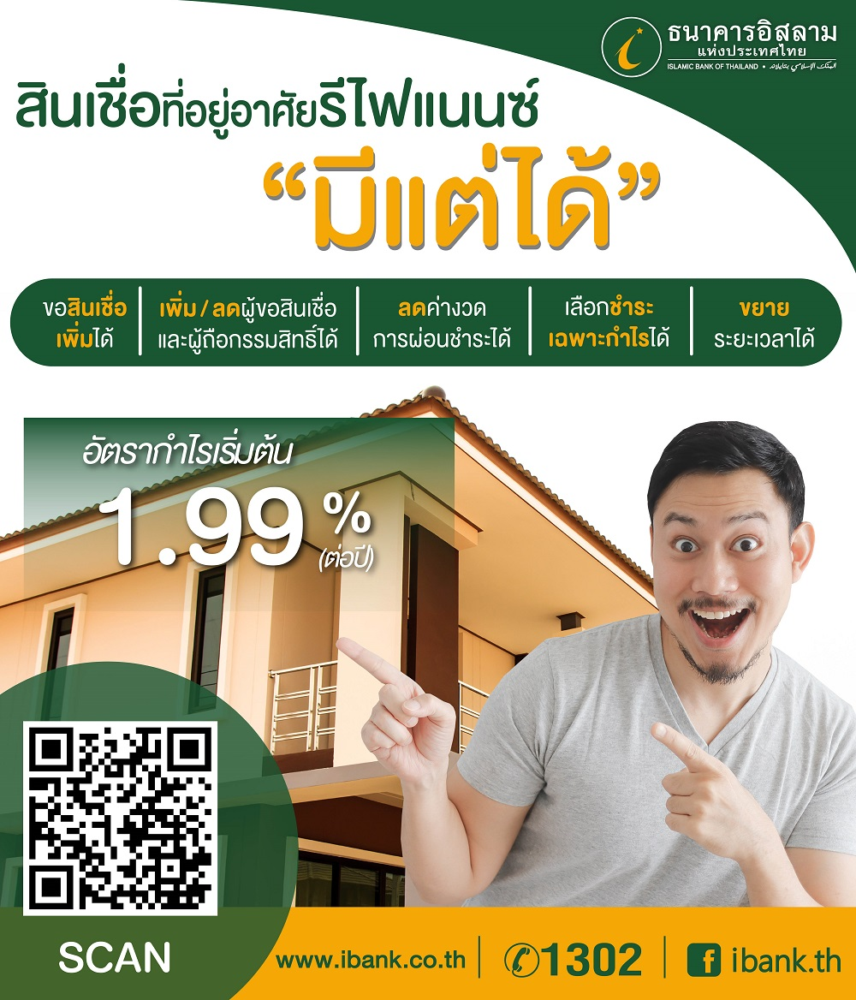 ธนาคารอิสลาม
แห่งประเทศไทย
ISLAMIC BANK OF THAILAND • البنك الإسلامي بتايلاند
สินเชื่อที่อยู่อาศัยรีไฟแนนซ์
“มีแต่ได้”
ขอสินเชื่อ
เพิ่มได้
เพิ่ม / ลดผู้ขอสินเชื่อ
และผู้ถือกรรมสิทธิ์ได้
ลดค่างวด
การผ่อนชำระได้
เลือกชำระ
เฉพาะกำไรได้
ขยาย
ระยะเวลาได้
อัตรากำไรเริ่มต้น
1.99 %
(ต่อปี)
SCAN
www.ibank.co.th
1302
ibank.th